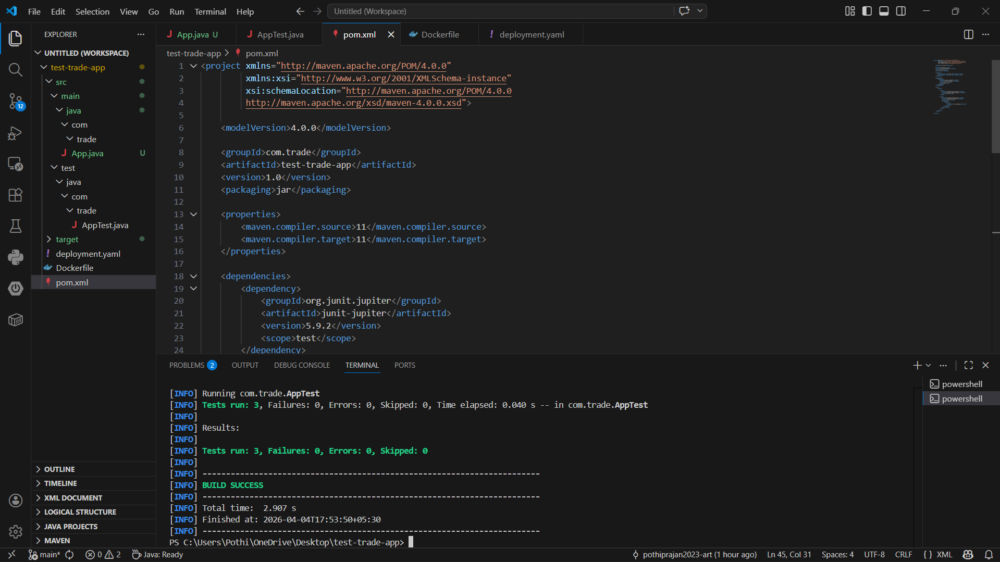 File Edit Selection View Go Run Terminal Help
Untitled (Workspace)
EXPLORER
App.java U
AppTest.java
pom.xml
Dockerfile
! deployment.yaml
UNTITLED (WORKSPACE)
test-trade-app
src
main
java
com
trade
App.java U
test
java
com
trade
AppTest.java
target
! deployment.yaml
Dockerfile
pom.xml
12
OUTLINE
TIMELINE
XML DOCUMENT
LOGICAL STRUCTURE
JAVA PROJECTS
MAVEN
test-trade-app > pom.xml
1 <project xmlns="http://maven.apache.org/POM/4.0.0"
2 xmlns:xsi="http://www.w3.org/2001/XMLSchema-instance"
3 xsi:schemaLocation="http://maven.apache.org/POM/4.0.0
4 http://maven.apache.org/xsd/maven-4.0.0.xsd">
5
6 <modelVersion>4.0.0</modelVersion>
7
8 <groupId>com.trade</groupId>
9 <artifactId>test-trade-app</artifactId>
10 <version>1.0</version>
11 <packaging>jar</packaging>
12
13 <properties>
14 <maven.compiler.source>11</maven.compiler.source>
15 <maven.compiler.target>11</maven.compiler.target>
16 </properties>
17
18 <dependencies>
19 <dependency>
20 <groupId>org.junit.jupiter</groupId>
21 <artifactId>junit-jupiter</artifactId>
22 <version>5.9.2</version>
23 <scope>test</scope>
24 </dependency>
PROBLEMS 2 OUTPUT DEBUG CONSOLE TERMINAL PORTS
powershell
powershell
[INFO] Running com.trade.AppTest
[INFO] Tests run: 3, Failures: 0, Errors: 0, Skipped: 0, Time elapsed: 0.040 s -- in com.trade.AppTest
[INFO]
[INFO] Results:
[INFO]
[INFO] Tests run: 3, Failures: 0, Errors: 0, Skipped: 0
[INFO]
[INFO] ------------------------------------------------------------------------
[INFO] BUILD SUCCESS
[INFO] ------------------------------------------------------------------------
[INFO] Total time:  2.907 s
[INFO] Finished at: 2026-04-04T17:53:50+05:30
[INFO] ------------------------------------------------------------------------
PS C:\Users\Pothi\OneDrive\Desktop\test-trade-app>
main* 0 2 Java: Ready pothiprajan2023-art (1 hour ago) Ln 45, Col 31 Spaces: 4 UTF-8 CRLF { } XML